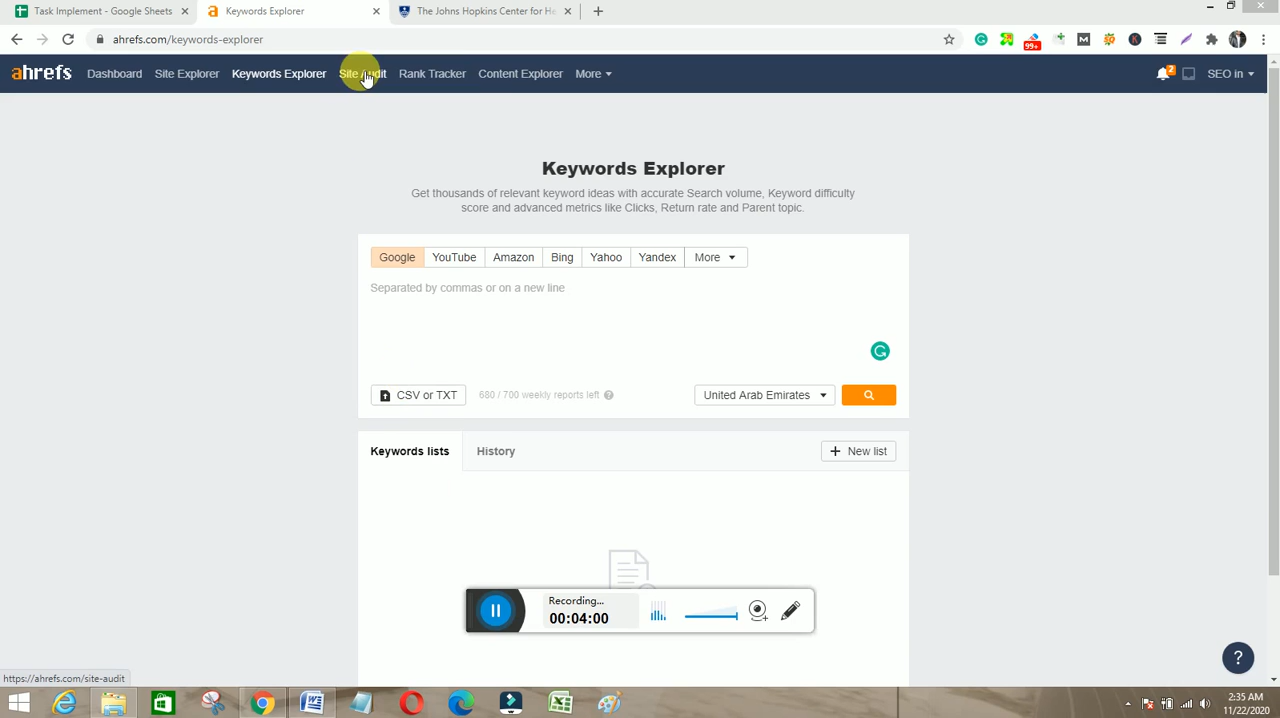 Task Implement - Google Sheets
Keywords Explorer
The Johns Hopkins Center for He
ahrefs.com/keywords-explorer
99+
ahrefs
Dashboard
Site Explorer
Keywords Explorer
Site Audit
Rank Tracker
Content Explorer
More
2
SEO in
Keywords Explorer
Get thousands of relevant keyword ideas with accurate Search volume, Keyword difficulty
score and advanced metrics like Clicks, Return rate and Parent topic.
Google
YouTube
Amazon
Bing
Yahoo
Yandex
More
Separated by commas or on a new line
CSV or TXT
680 / 700 weekly reports left
United Arab Emirates
Keywords lists
History
New list
Recording...
00:04:00
https://ahrefs.com/site-audit
2:35 AM
11/22/2020